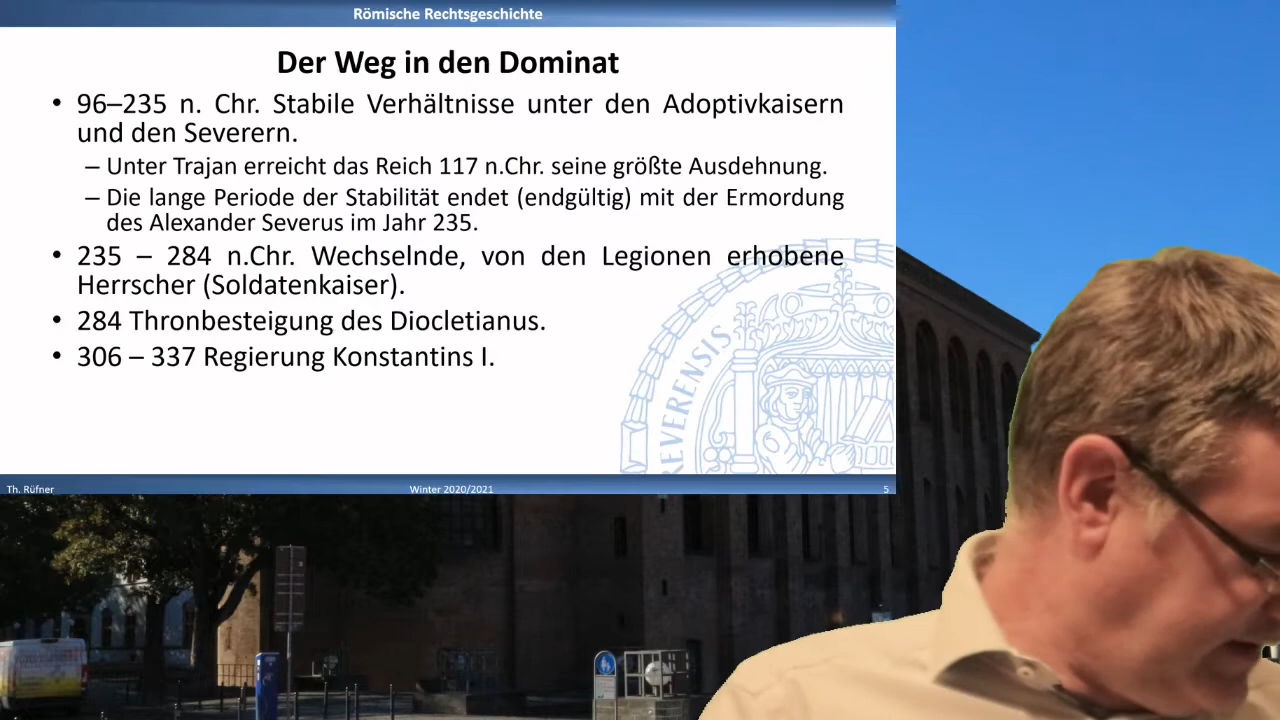 Römische Rechtsgeschichte
Der Weg in den Dominat
• 96–235 n. Chr. Stabile Verhältnisse unter den Adoptivkaisern
und den Severern.
– Unter Trajan erreicht das Reich 117 n.Chr. seine größte Ausdehnung.
– Die lange Periode der Stabilität endet (endgültig) mit der Ermordung
des Alexander Severus im Jahr 235.
• 235 – 284 n.Chr. Wechselnde, von den Legionen erhobene
Herrscher (Soldatenkaiser).
• 284 Thronbesteigung des Diocletianus.
• 306 – 337 Regierung Konstantins I.
REVERENSIS
Th. Rüfner
Winter 2020/2021
5